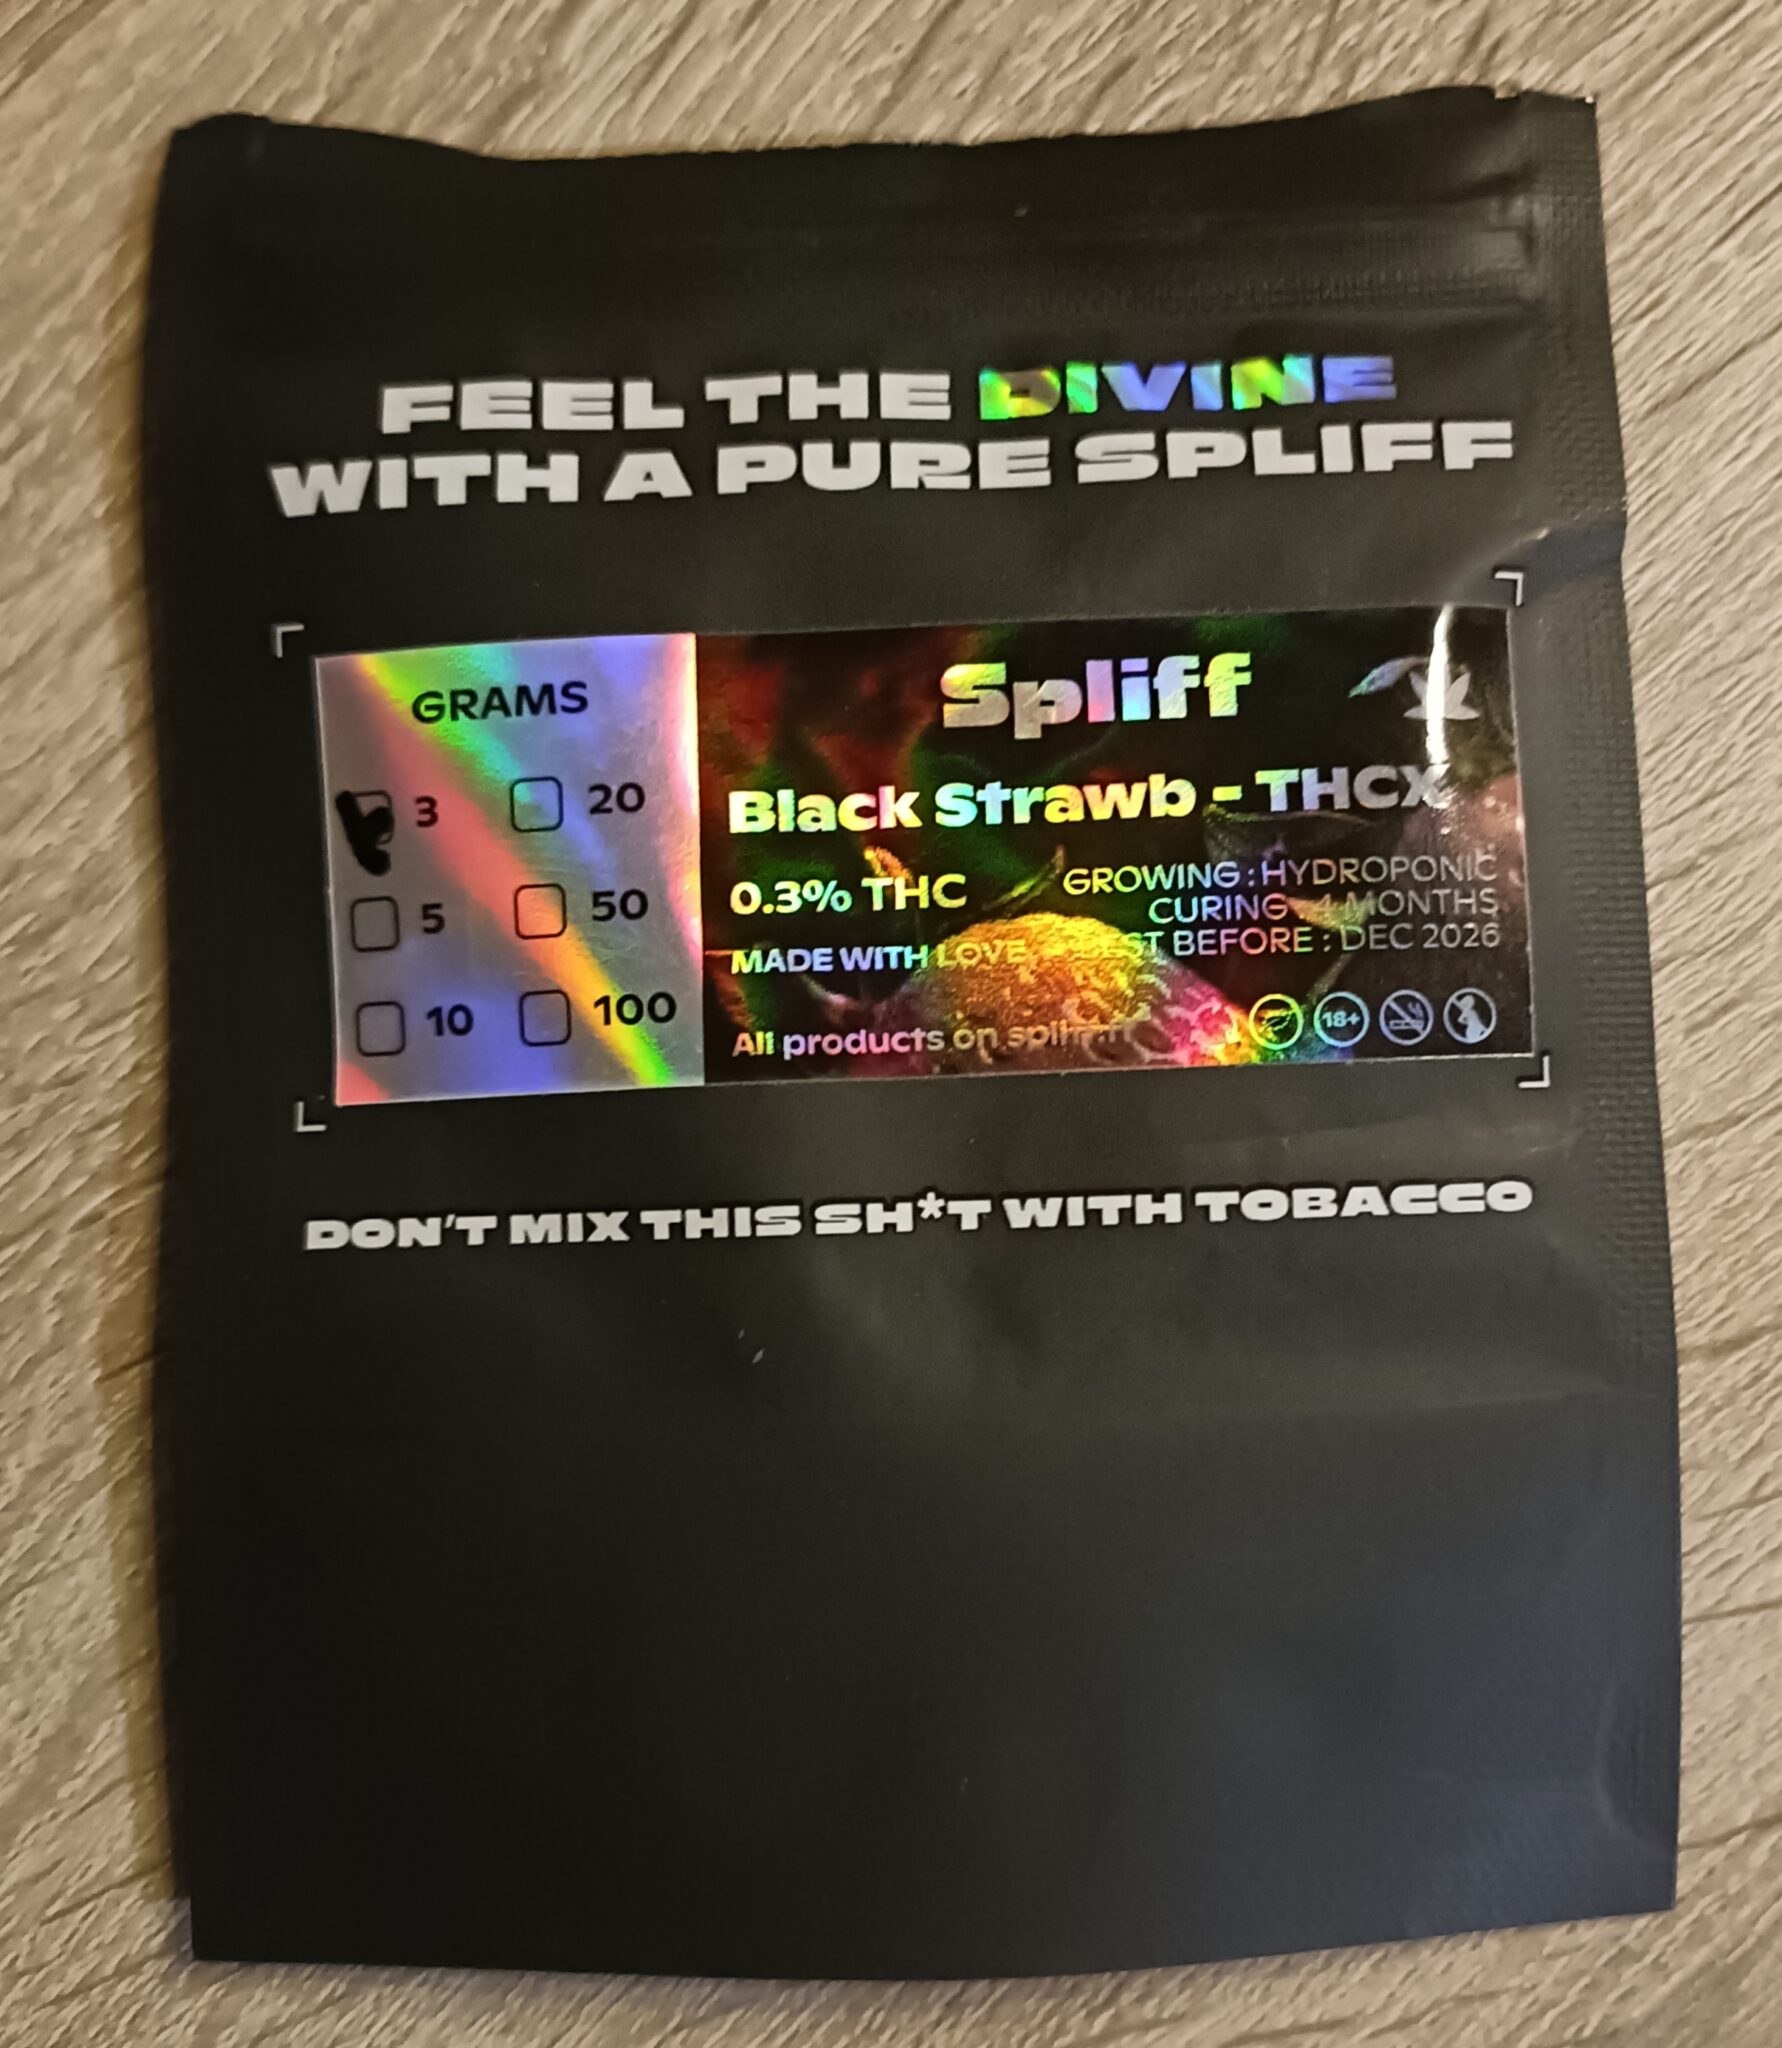 FEEL THE DIVINE
WITH A PURE SPLIFF
GRAMS
3
20
5
50
10
100
Spliff
Black Strawb - THCX
0.3% THC
GROWING : HYDROPONIC
CURING : 4 MONTHS
MADE WITH LOVE - BEST BEFORE : DEC 2026
All products on
18+
DON'T MIX THIS SH*T WITH TOBACCO